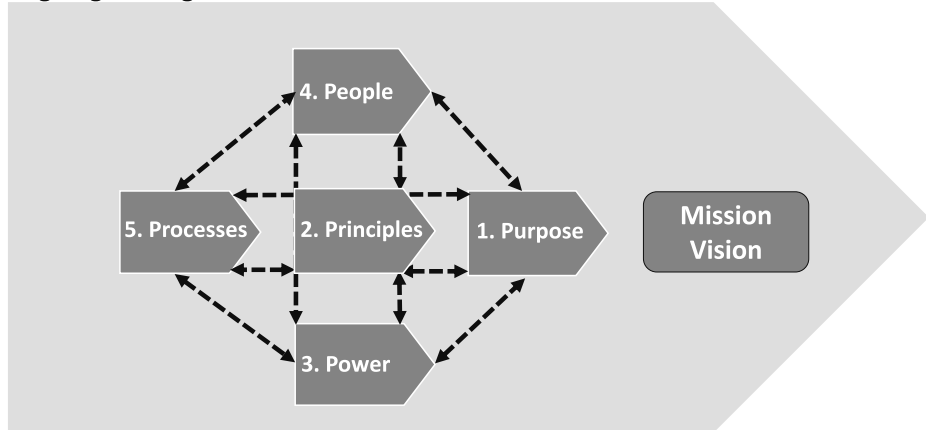 4. People
5. Processes
2. Principles
1. Purpose
Mission
Vision
3. Power